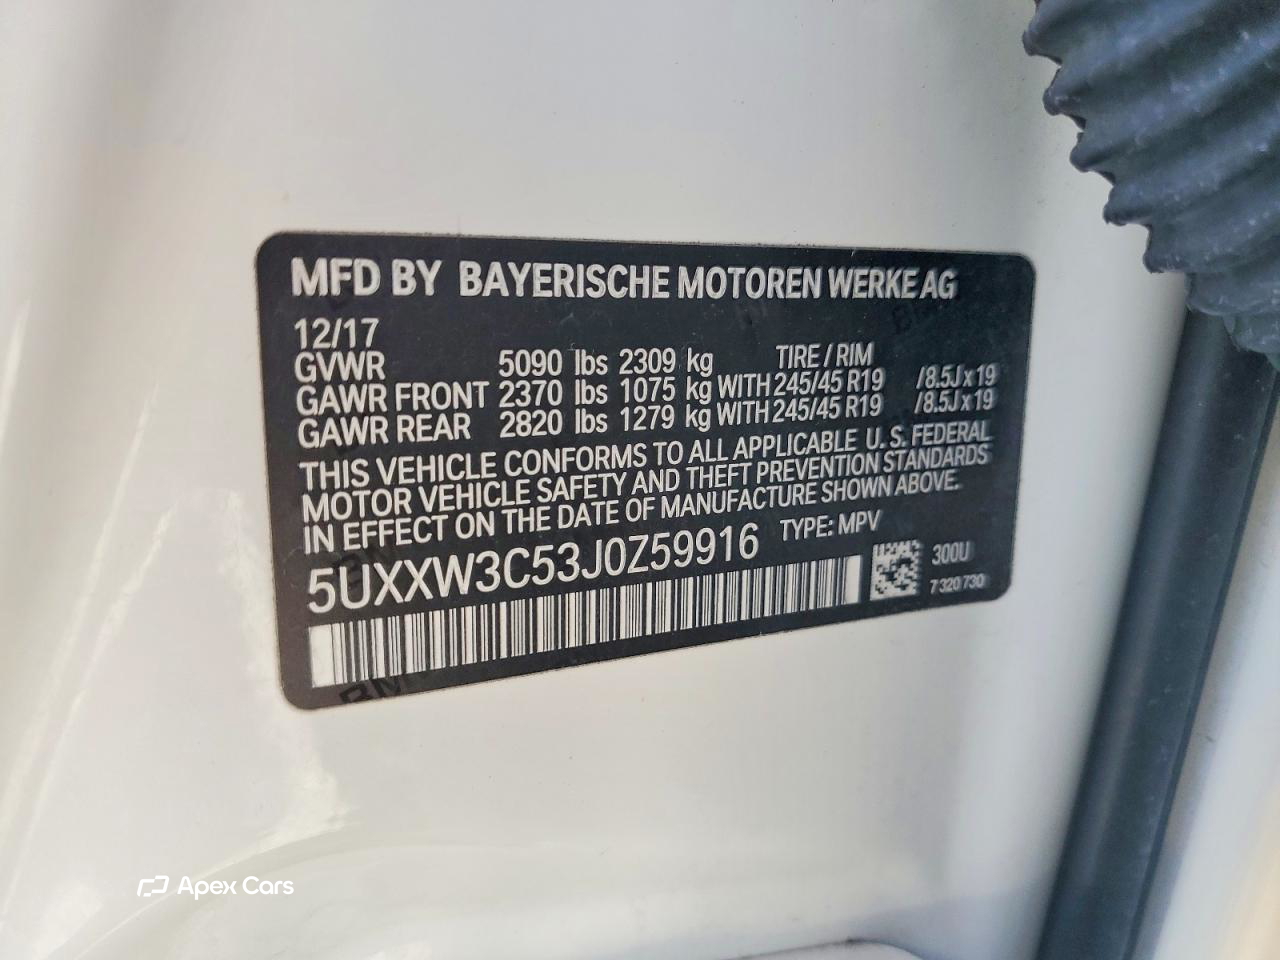 MFD BY BAYERISCHE MOTOREN WERKE AG
12/17
GVWR 5090 lbs 2309 kg TIRE / RIM
GAWR FRONT 2370 lbs 1075 kg WITH 245/45 R19 /8.5J x 19
GAWR REAR 2820 lbs 1279 kg WITH 245/45 R19 /8.5J x 19
THIS VEHICLE CONFORMS TO ALL APPLICABLE U. S. FEDERAL
MOTOR VEHICLE SAFETY AND THEFT PREVENTION STANDARDS
IN EFFECT ON THE DATE OF MANUFACTURE SHOWN ABOVE.
5UXXW3C53J0Z59916 TYPE: MPV
300U
7 320 730
Apex Cars